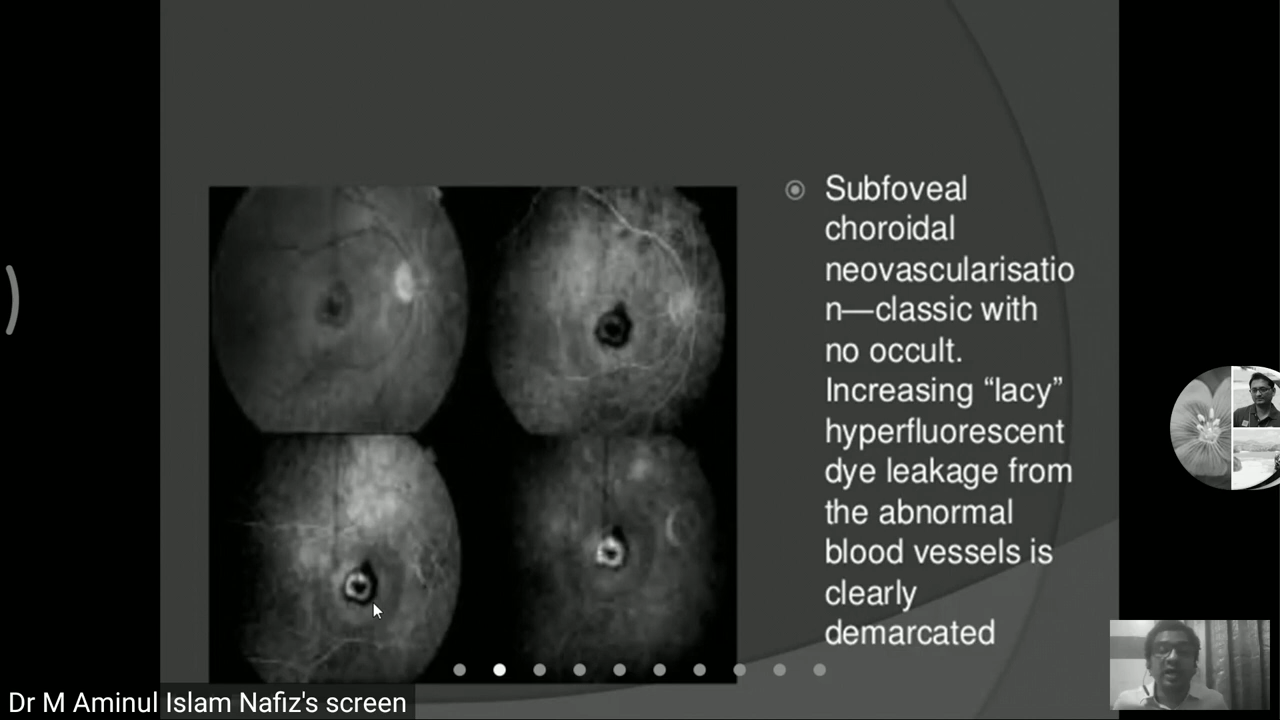 Subfoveal
choroidal
neovascularisatio
n—classic with
no occult.
Increasing “lacy”
hyperfluorescent
dye leakage from
the abnormal
blood vessels is
clearly
demarcated
Dr M Aminul Islam Nafiz's screen